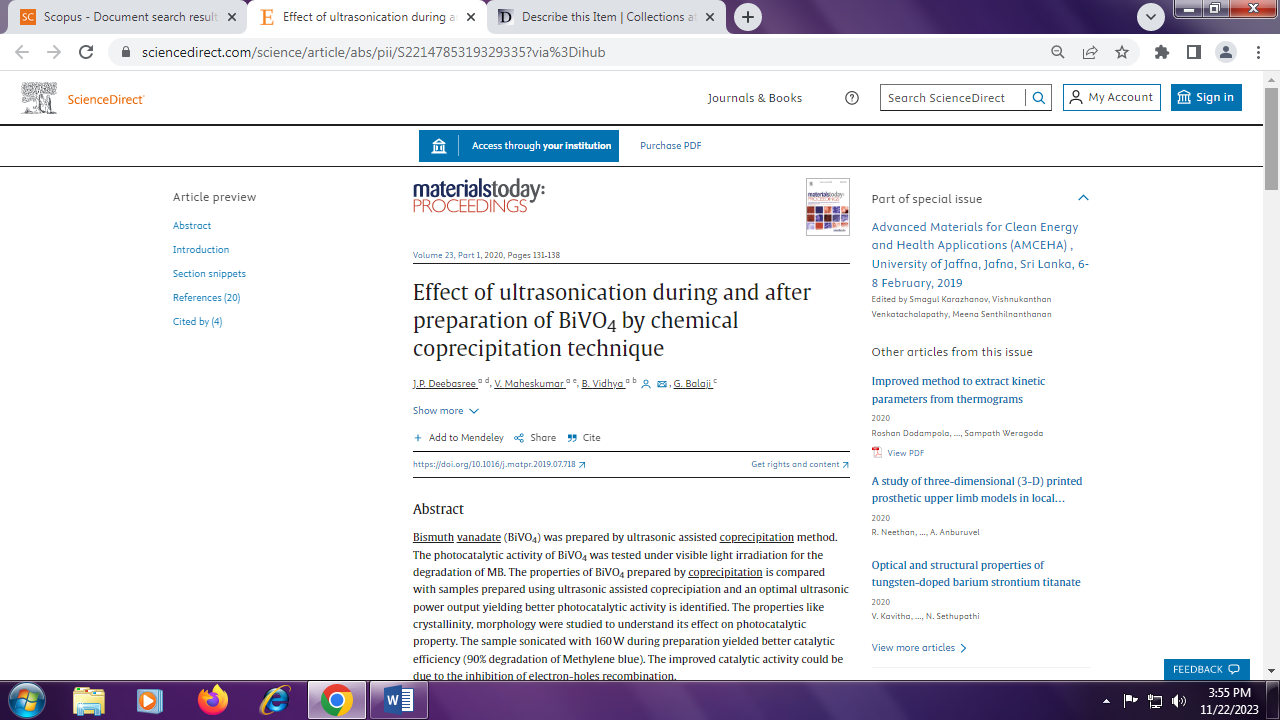 Scopus - Document search result
Effect of ultrasonication during a
Describe this Item | Collections a
sciencedirect.com/science/article/abs/pii/S2214785319329335?via%3Dihub
ScienceDirect
Journals & Books
Search ScienceDirect
My Account
Sign in
Access through your institution
Purchase PDF
Article preview
Abstract
Introduction
Section snippets
References (20)
Cited by (4)
materialstoday:
PROCEEDINGS
Volume 23, Part 1, 2020, Pages 131-138
Effect of ultrasonication during and after
preparation of BiVO4 by chemical
coprecipitation technique
J.P. Deebasree a d, V. Maheskumar a e, B. Vidhya a b, G. Balaji c
Show more
Add to Mendeley
Share
Cite
https://doi.org/10.1016/j.matpr.2019.07.718
Get rights and content
Abstract
Bismuth vanadate (BiVO4) was prepared by ultrasonic assisted coprecipitation method.
The photocatalytic activity of BiVO4 was tested under visible light irradiation for the
degradation of MB. The properties of BiVO4 prepared by coprecipitation is compared
with samples prepared using ultrasonic assisted coprecipiation and an optimal ultrasonic
power output yielding better photocatalytic activity is identified. The properties like
crystallinity, morphology were studied to understand its effect on photocatalytic
property. The sample sonicated with 160 W during preparation yielded better catalytic
efficiency (90% degradation of Methylene blue). The improved catalytic activity could be
due to the inhibition of electron-holes recombination.
Part of special issue
Advanced Materials for Clean Energy
and Health Applications (AMCEHA) ,
University of Jaffna, Jafna, Sri Lanka, 6-
8 February, 2019
Edited by Smagul Karazhanov, Vishnukanthan
Venkatachalapathy, Meena Senthilnanthanan
Other articles from this issue
Improved method to extract kinetic
parameters from thermograms
2020
Roshan Dodampola, …, Sampath Weragoda
View PDF
A study of three-dimensional (3-D) printed
prosthetic upper limb models in local…
2020
R. Neethan, …, A. Anburuvel
Optical and structural properties of
tungsten-doped barium strontium titanate
2020
V. Kavitha, …, N. Sethupathi
View more articles
FEEDBACK
3:55 PM
11/22/2023